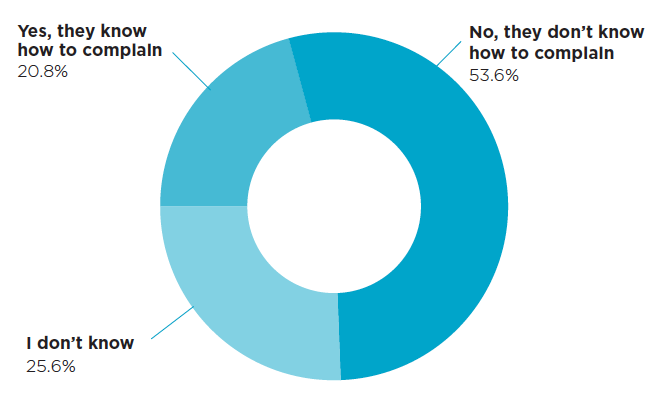 Yes, they know
how to complain
20.8%
No, they don’t know
how to complain
53.6%
I don’t know
25.6%